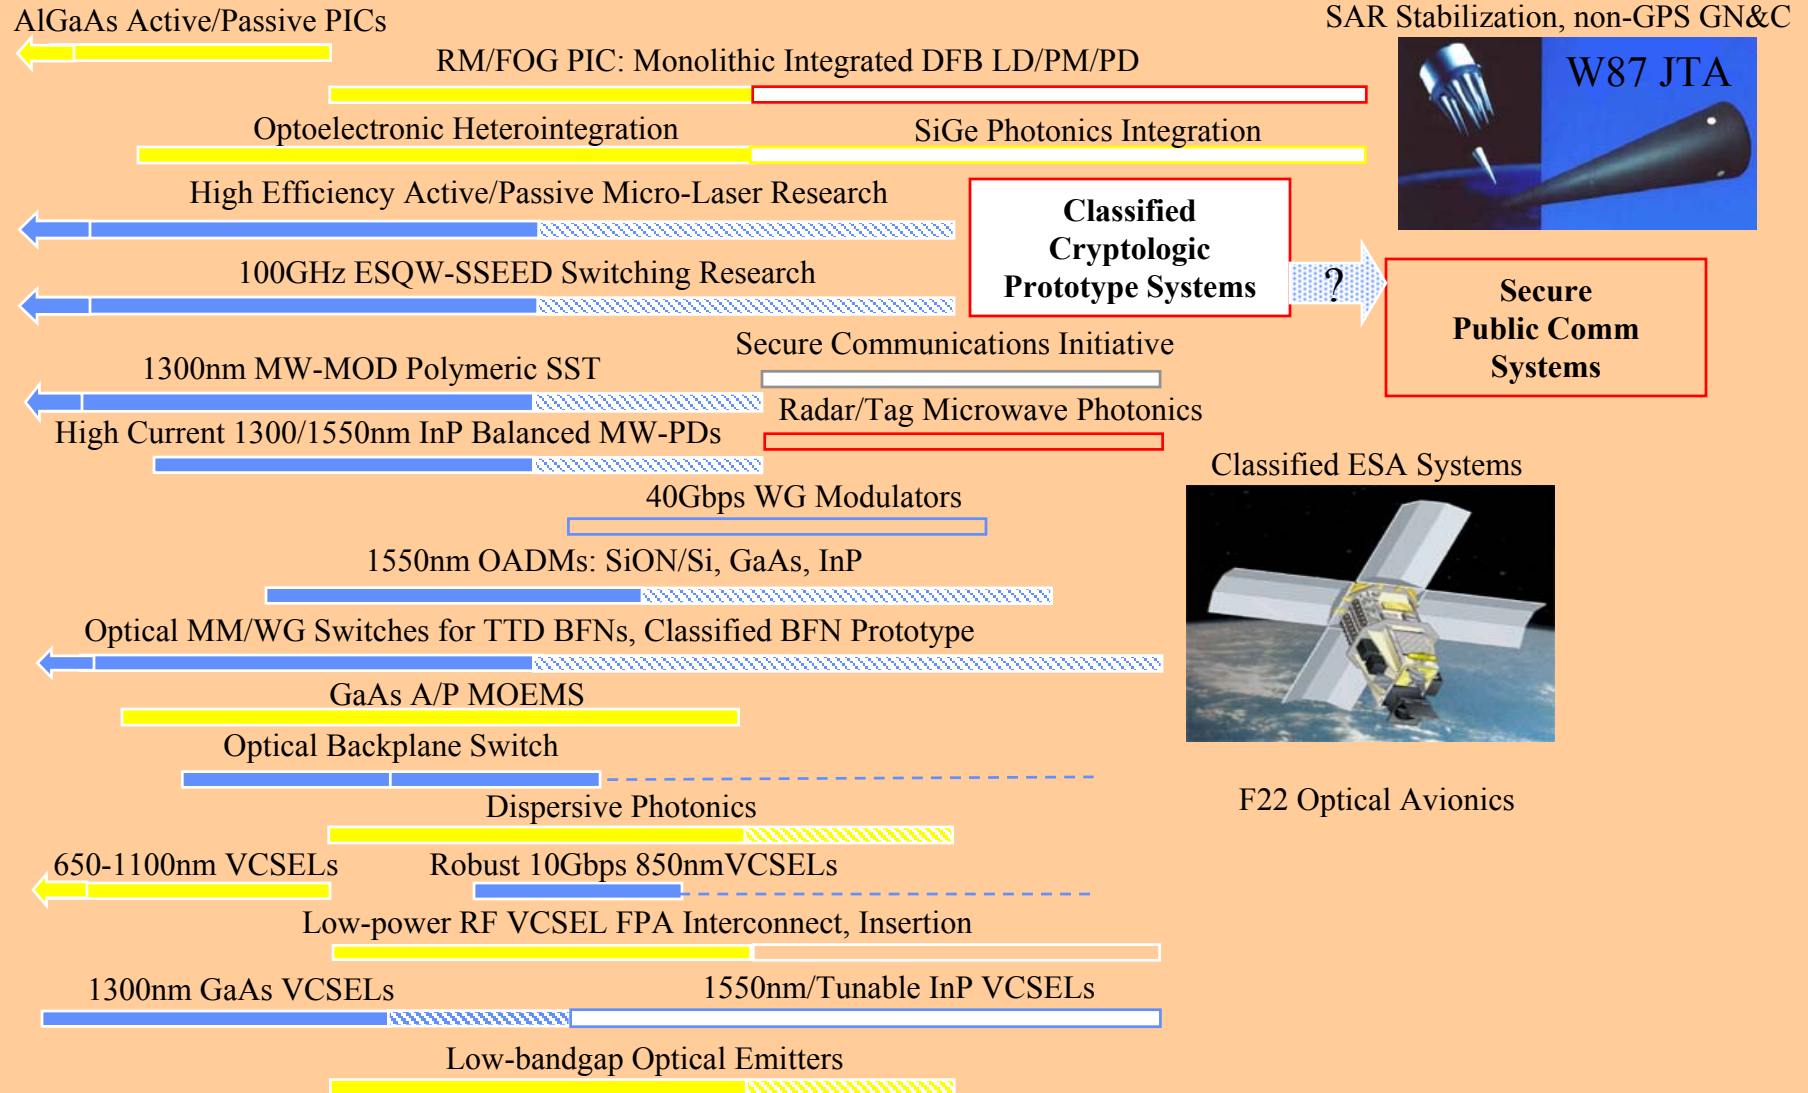 AlGaAs Active/Passive PICs
SAR Stabilization, non-GPS GN&C
RM/FOG PIC: Monolithic Integrated DFB LD/PM/PD
W87 JTA
Optoelectronic Heterointegration
SiGe Photonics Integration
High Efficiency Active/Passive Micro-Laser Research
Classified
Cryptologic
Prototype Systems
?
100GHz ESQW-SSEED Switching Research
Secure
Public Comm
Systems
Secure Communications Initiative
1300nm MW-MOD Polymeric SST
Radar/Tag Microwave Photonics
High Current 1300/1550nm InP Balanced MW-PDs
Classified ESA Systems
40Gbps WG Modulators
1550nm OADMs: SiON/Si, GaAs, InP
Optical MM/WG Switches for TTD BFNs, Classified BFN Prototype
GaAs A/P MOEMS
Optical Backplane Switch
F22 Optical Avionics
Dispersive Photonics
650-1100nm VCSELs
Robust 10Gbps 850nmVCSELs
Low-power RF VCSEL FPA Interconnect, Insertion
1300nm GaAs VCSELs
1550nm/Tunable InP VCSELs
Low-bandgap Optical Emitters